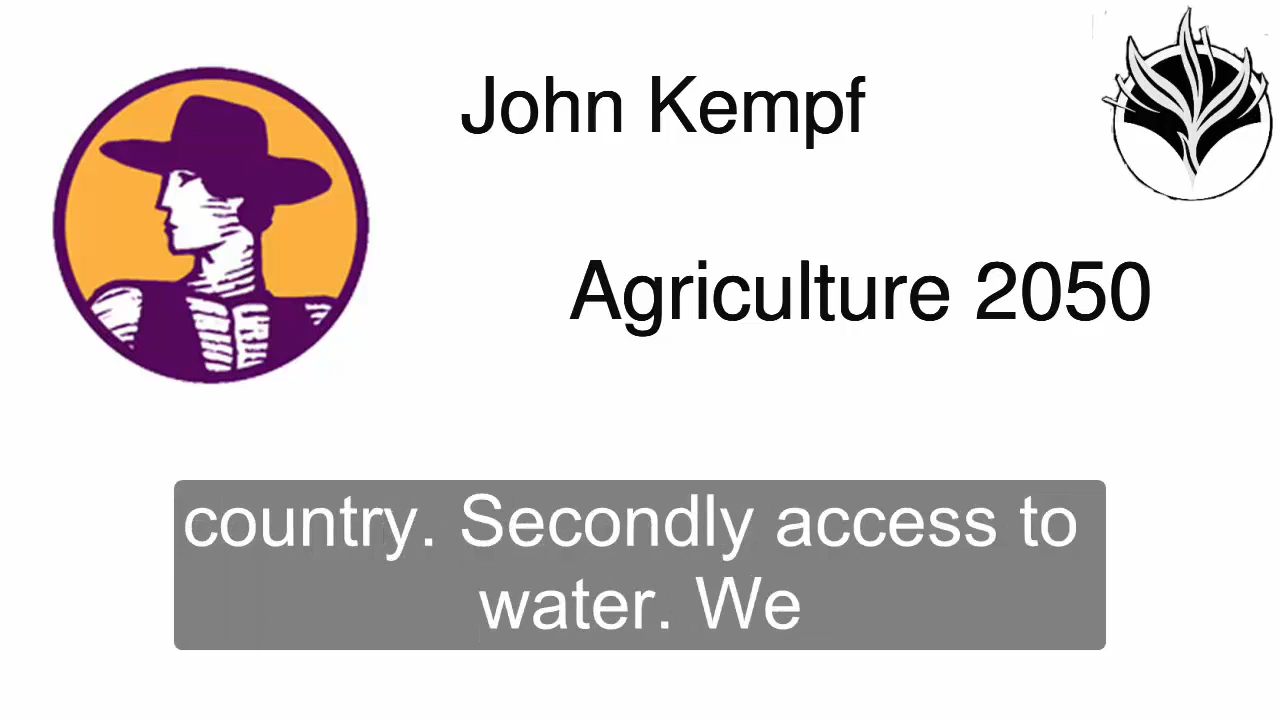 John Kempf
Agriculture 2050
country. Secondly access to
water. We